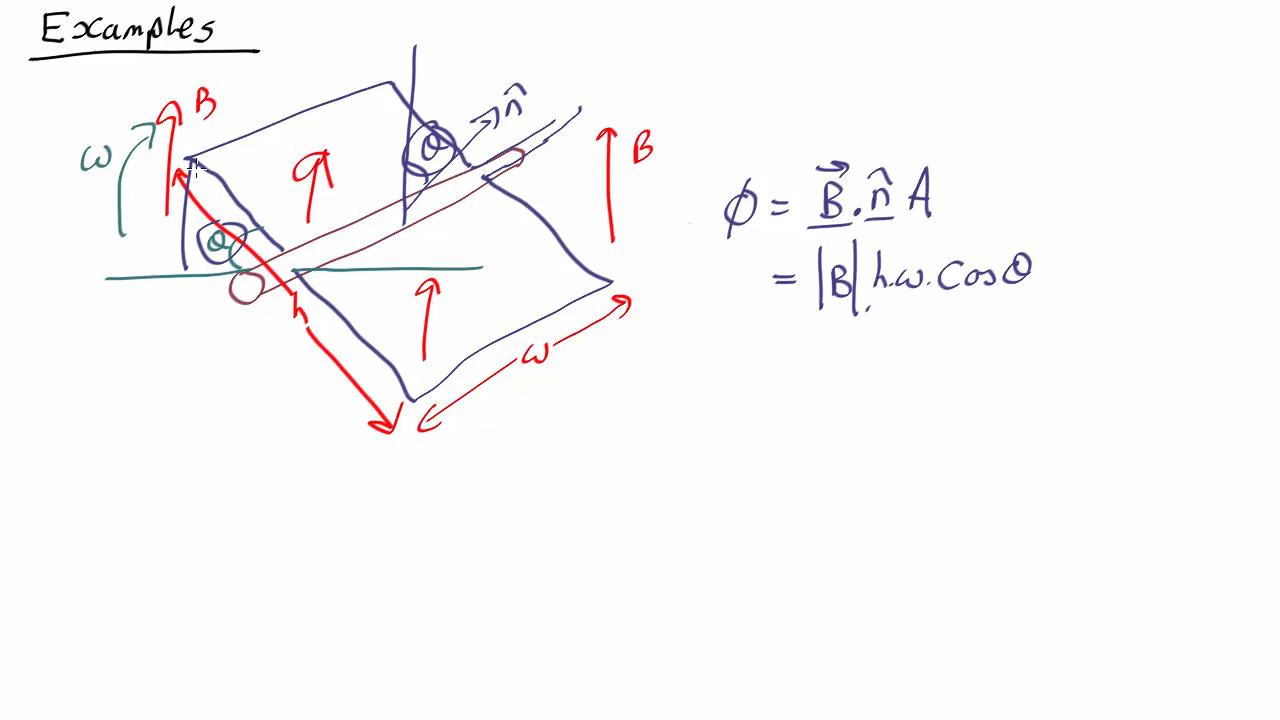 Examples
B
ω
θ
n̂
B
θ
h
ω
ϕ = B⃗ . n̂ A
= |B| . h.ω. Cosθ